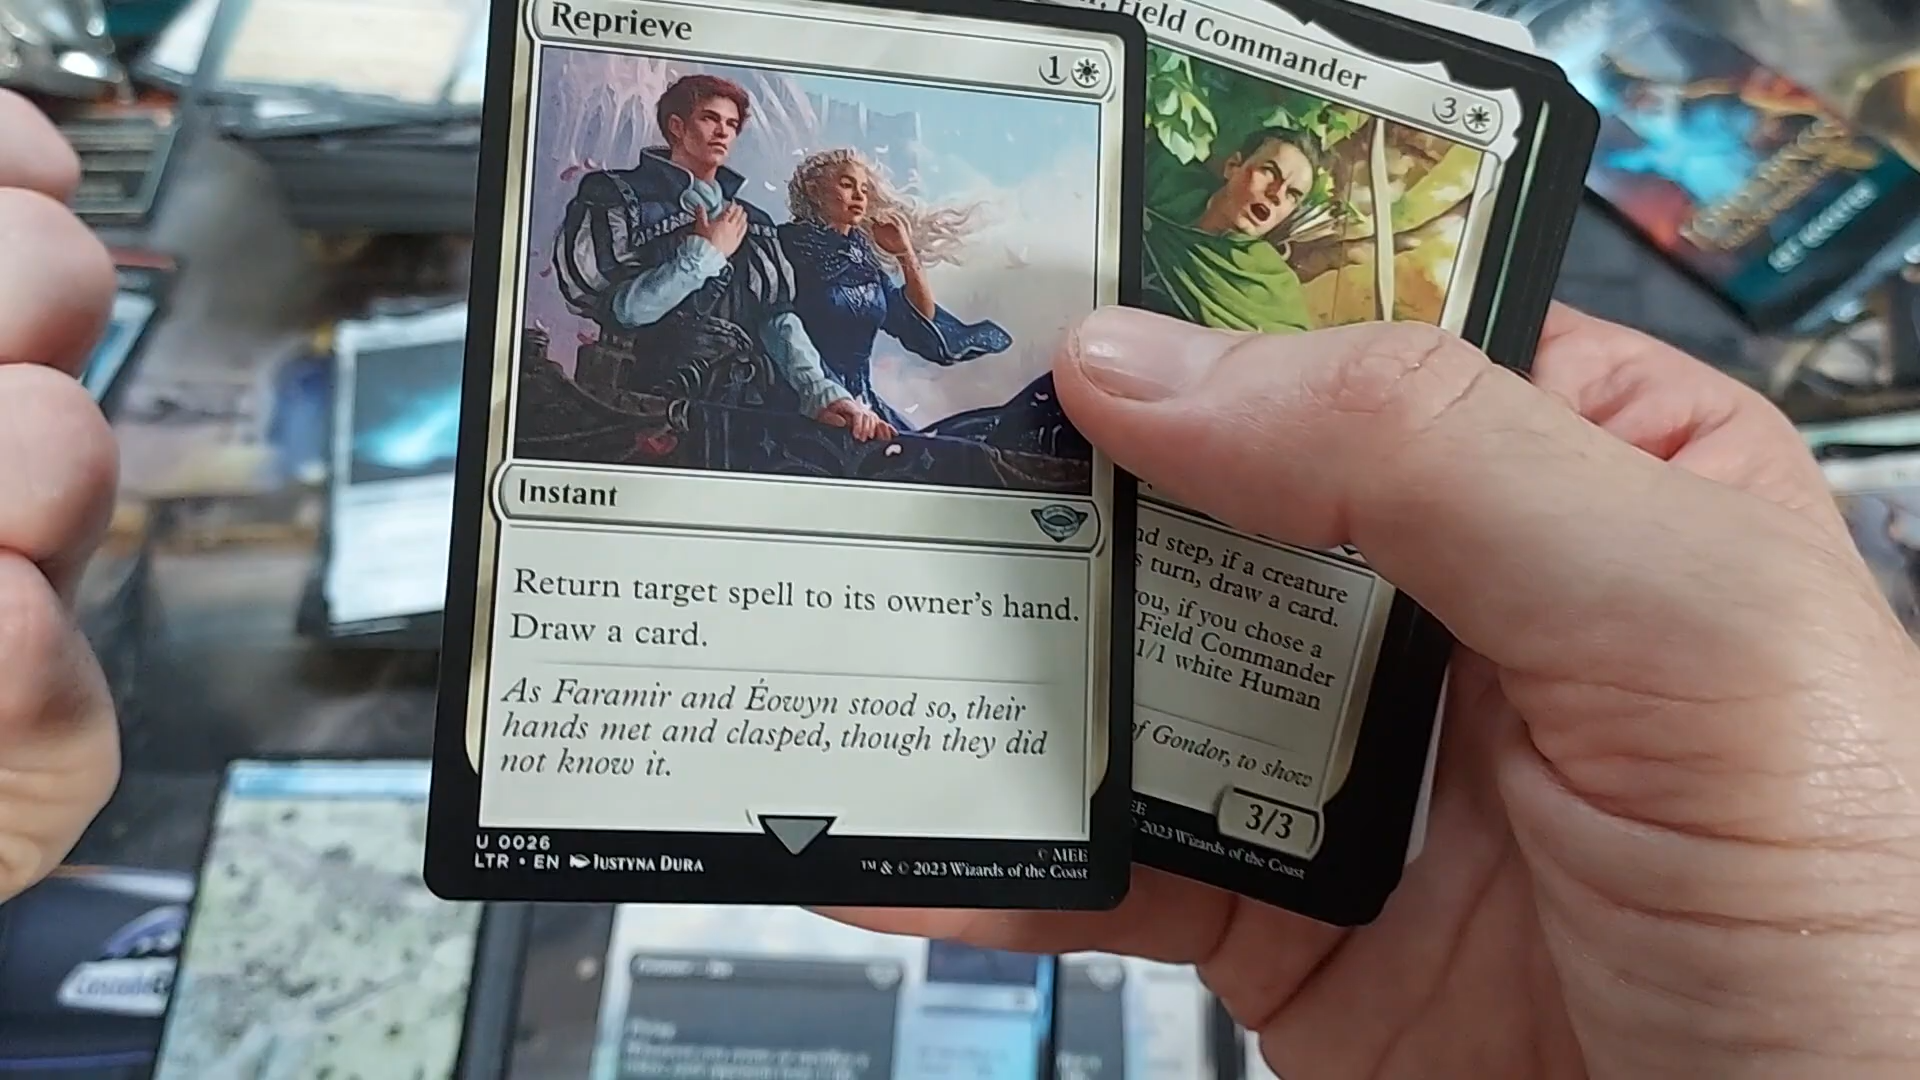 Reprieve
1
Instant
Return target spell to its owner's hand.
Draw a card.
As Faramir and Éowyn stood so, their
hands met and clasped, though they did
not know it.
U 0026
LTR • EN JUSTYNA DURA
© MEE
™ & © 2023 Wizards of the Coast
Field Commander
3
nd step, if a creature
s turn, draw a card.
ou, if you chose a
Field Commander
1/1 white Human
of Gondor, to show
3/3
EE
2023 Wizards of the Coast